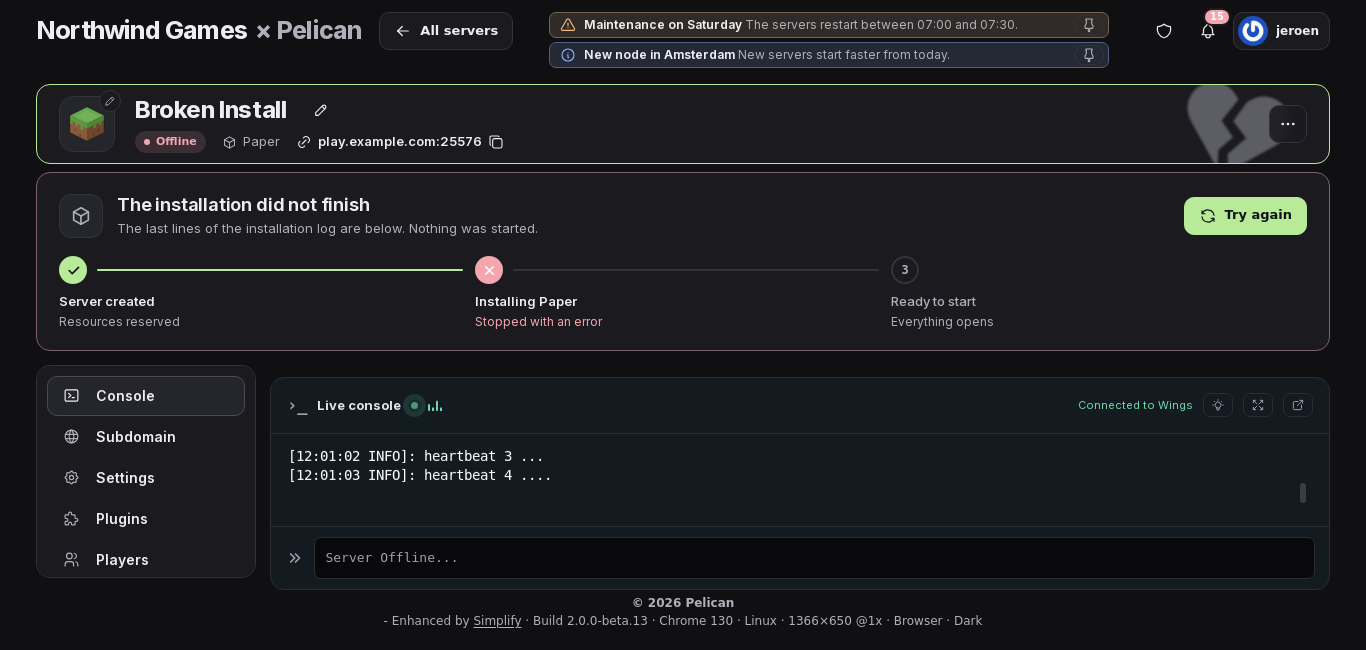 Northwind Games × Pelican
All servers
Maintenance on Saturday The servers restart between 07:00 and 07:30.
New node in Amsterdam New servers start faster from today.
15
jeroen
Broken Install
Offline
Paper
play.example.com:25576
The installation did not finish
The last lines of the installation log are below. Nothing was started.
Try again
3
Server created
Resources reserved
Installing Paper
Stopped with an error
Ready to start
Everything opens
Console
Subdomain
Settings
Plugins
Players
Live console
Connected to Wings
[12:01:02 INFO]: heartbeat 3 ...
[12:01:03 INFO]: heartbeat 4 ....
Server Offline...
© 2026 Pelican
- Enhanced by Simplify · Build 2.0.0-beta.13 · Chrome 130 · Linux · 1366×650 @1x · Browser · Dark